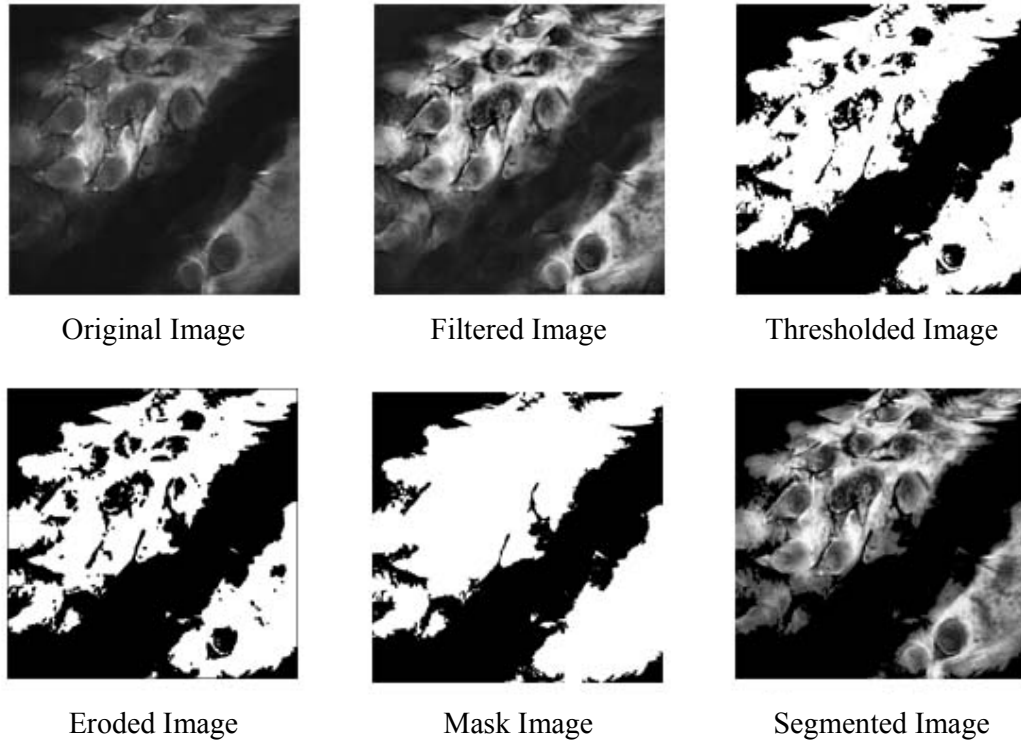 Original Image
Filtered Image
Thresholded Image
Eroded Image
Mask Image
Segmented Image